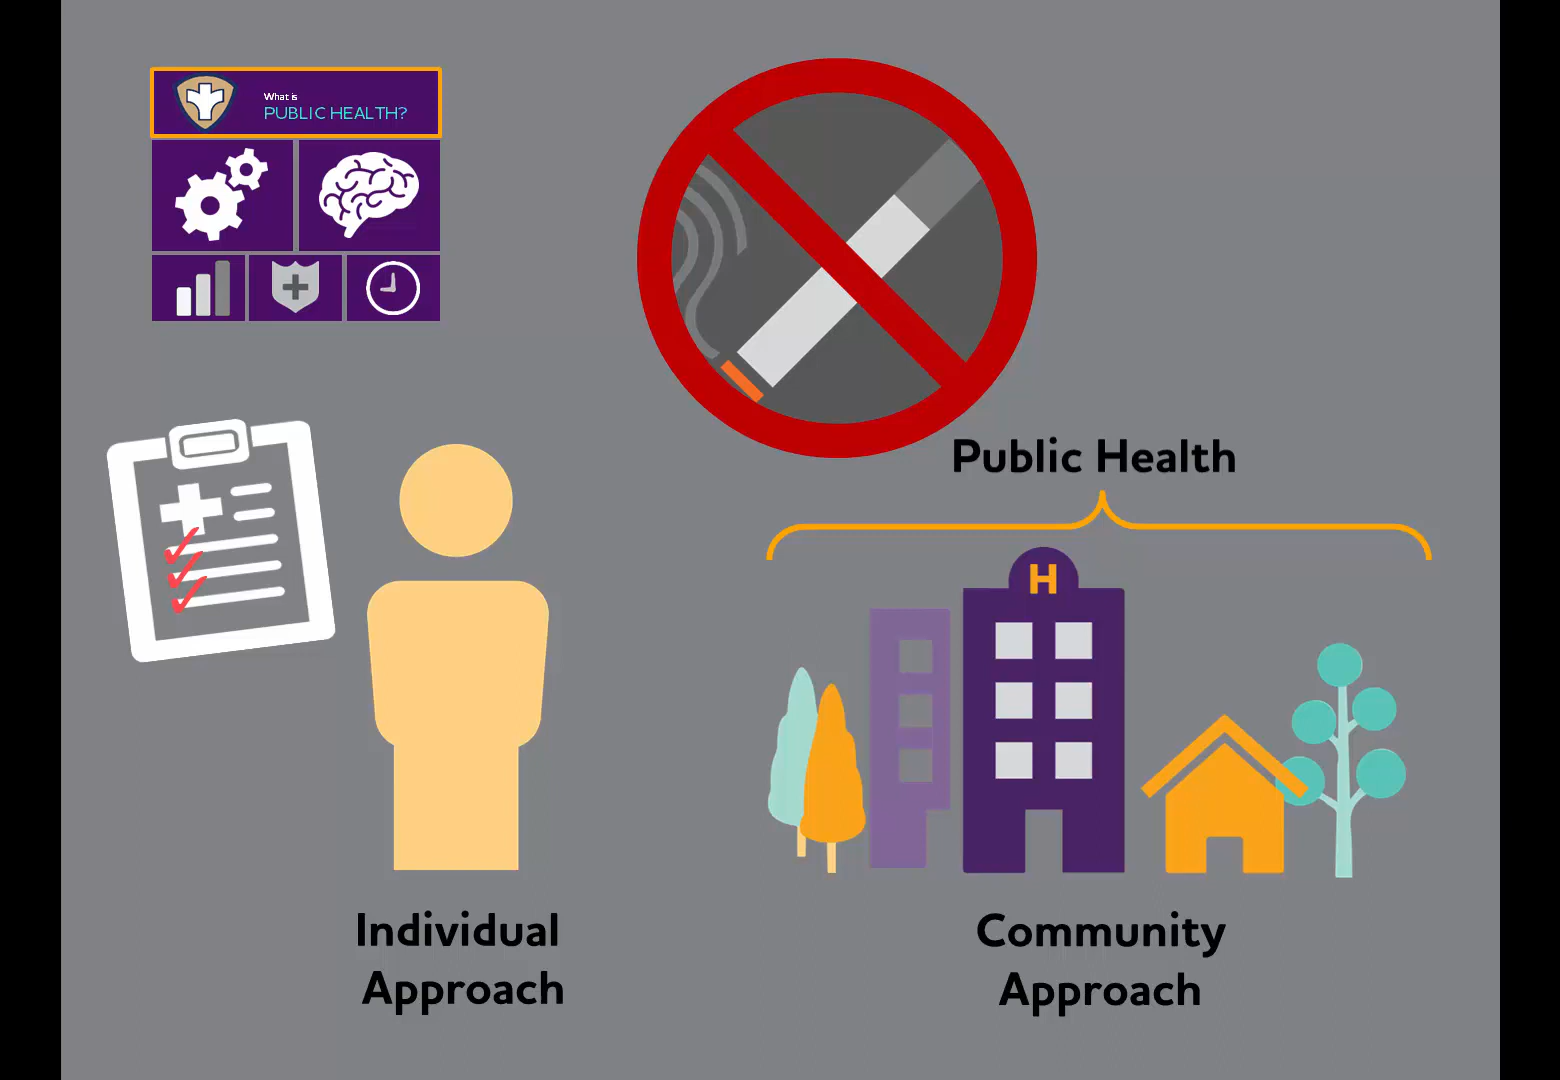 What is
PUBLIC HEALTH?
Public Health
H
Individual
Approach
Community
Approach